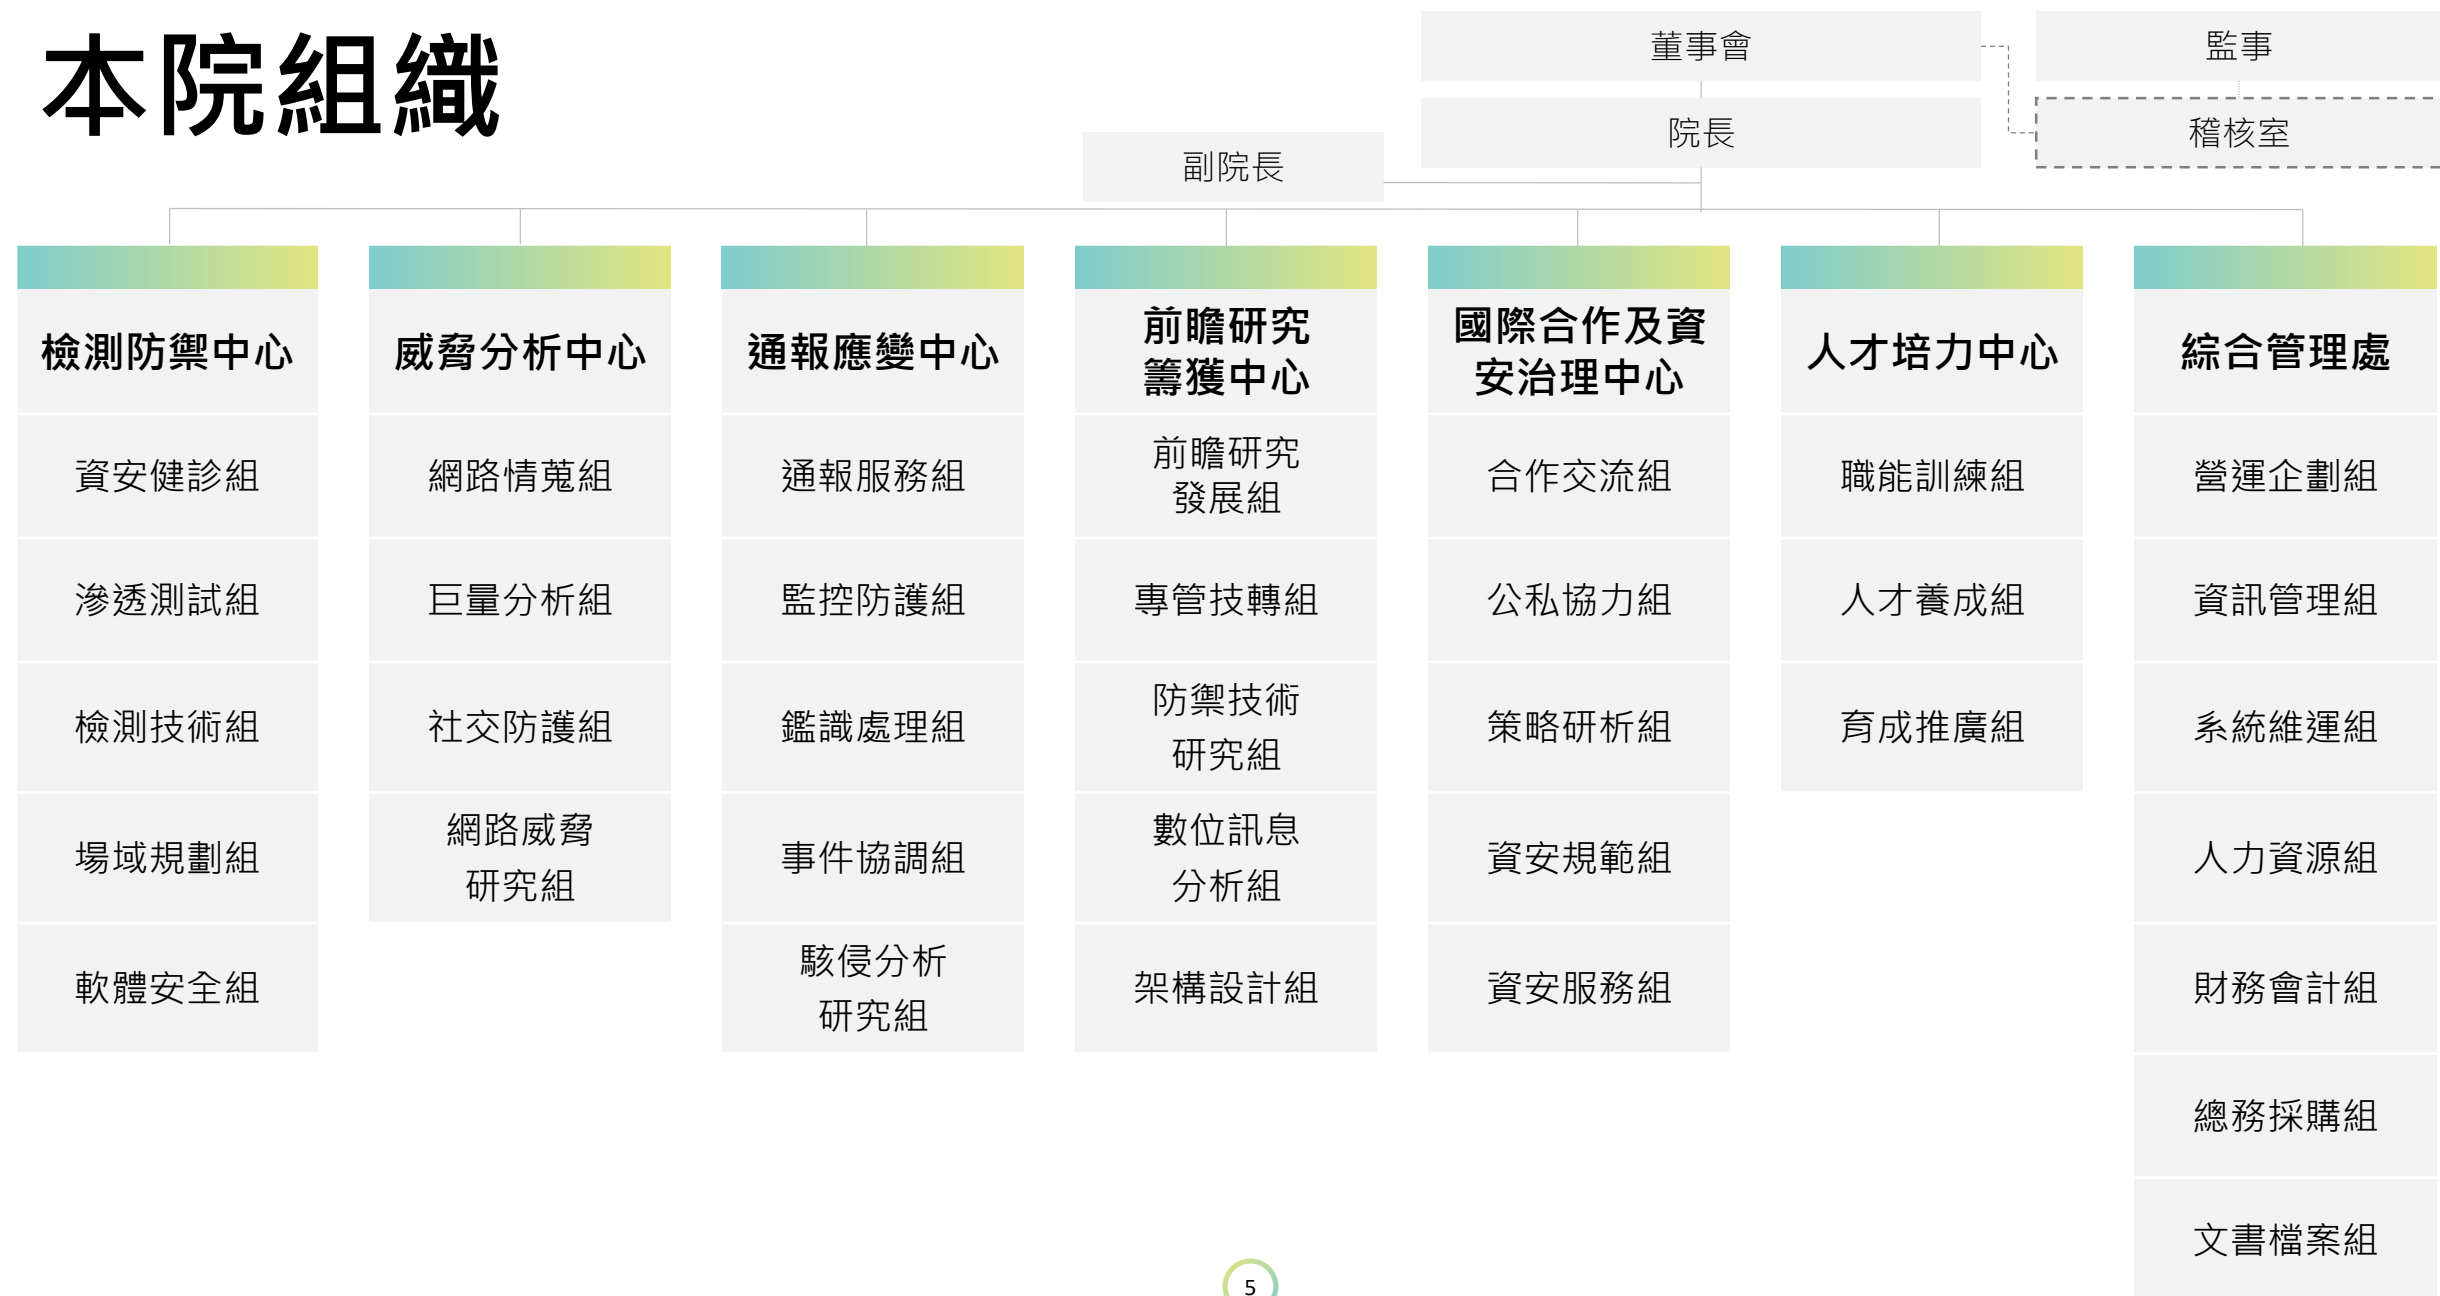 本院組織
董事會
監事
院長
稽核室
副院長
檢測防禦中心
資安健診組
滲透測試組
檢測技術組
場域規劃組
軟體安全組
威脅分析中心
網路情蒐組
巨量分析組
社交防護組
網路威脅
研究組
通報應變中心
通報服務組
監控防護組
鑑識處理組
事件協調組
駭侵分析
研究組
前瞻研究
籌獲中心
前瞻研究
發展組
專管技轉組
防禦技術
研究組
數位訊息
分析組
架構設計組
國際合作及資
安治理中心
合作交流組
公私協力組
策略研析組
資安規範組
資安服務組
人才培力中心
職能訓練組
人才養成組
育成推廣組
綜合管理處
營運企劃組
資訊管理組
系統維運組
人力資源組
財務會計組
總務採購組
文書檔案組
5